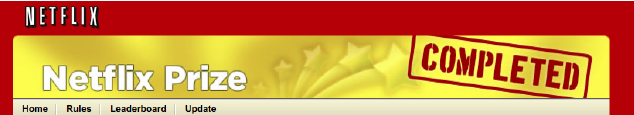 NETFLIX
Netflix Prize
COMPLETED
Home Rules Leaderboard Update